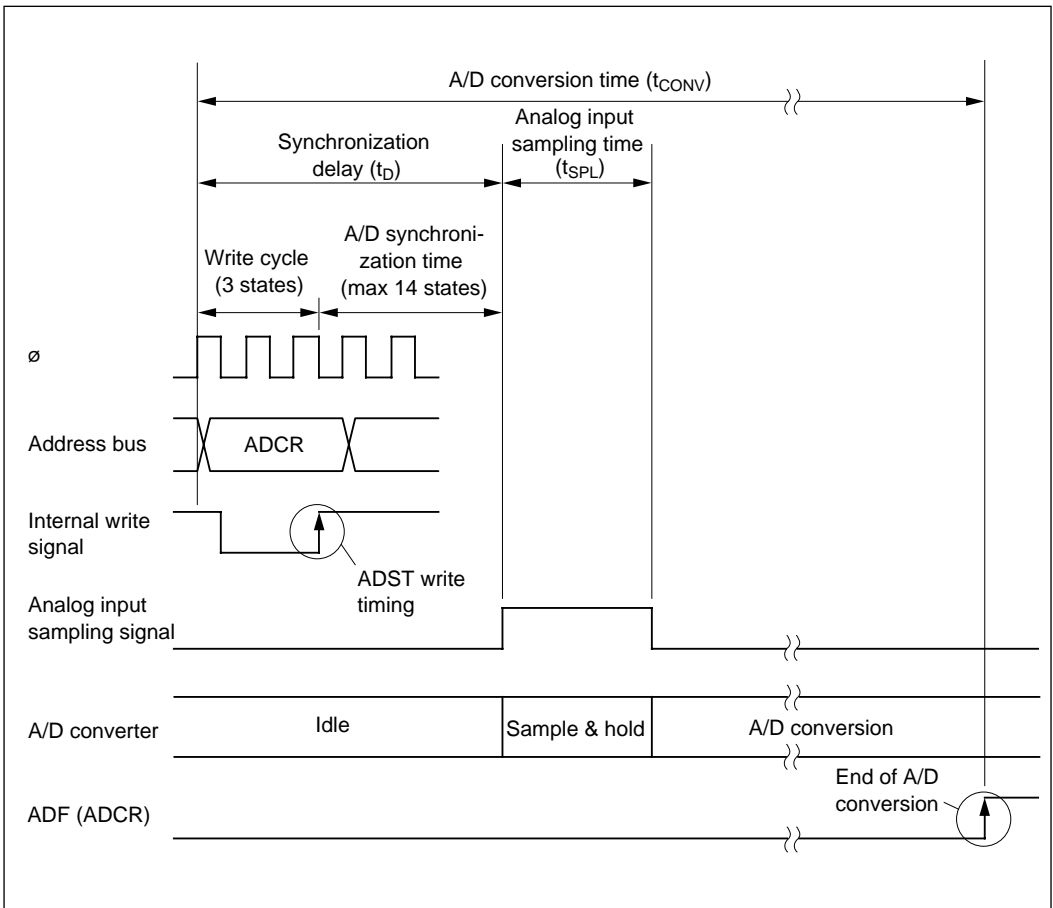 A/D conversion time (tCONV)
Analog input
sampling time
(tSPL)
Synchronization
delay (tD)
A/D synchroni-
zation time
(max 14 states)
Write cycle
(3 states)
ø
Address bus
ADCR
Internal write
signal
ADST write
timing
Analog input
sampling signal
A/D converter
Idle
Sample & hold
A/D conversion
End of A/D
conversion
ADF (ADCR)